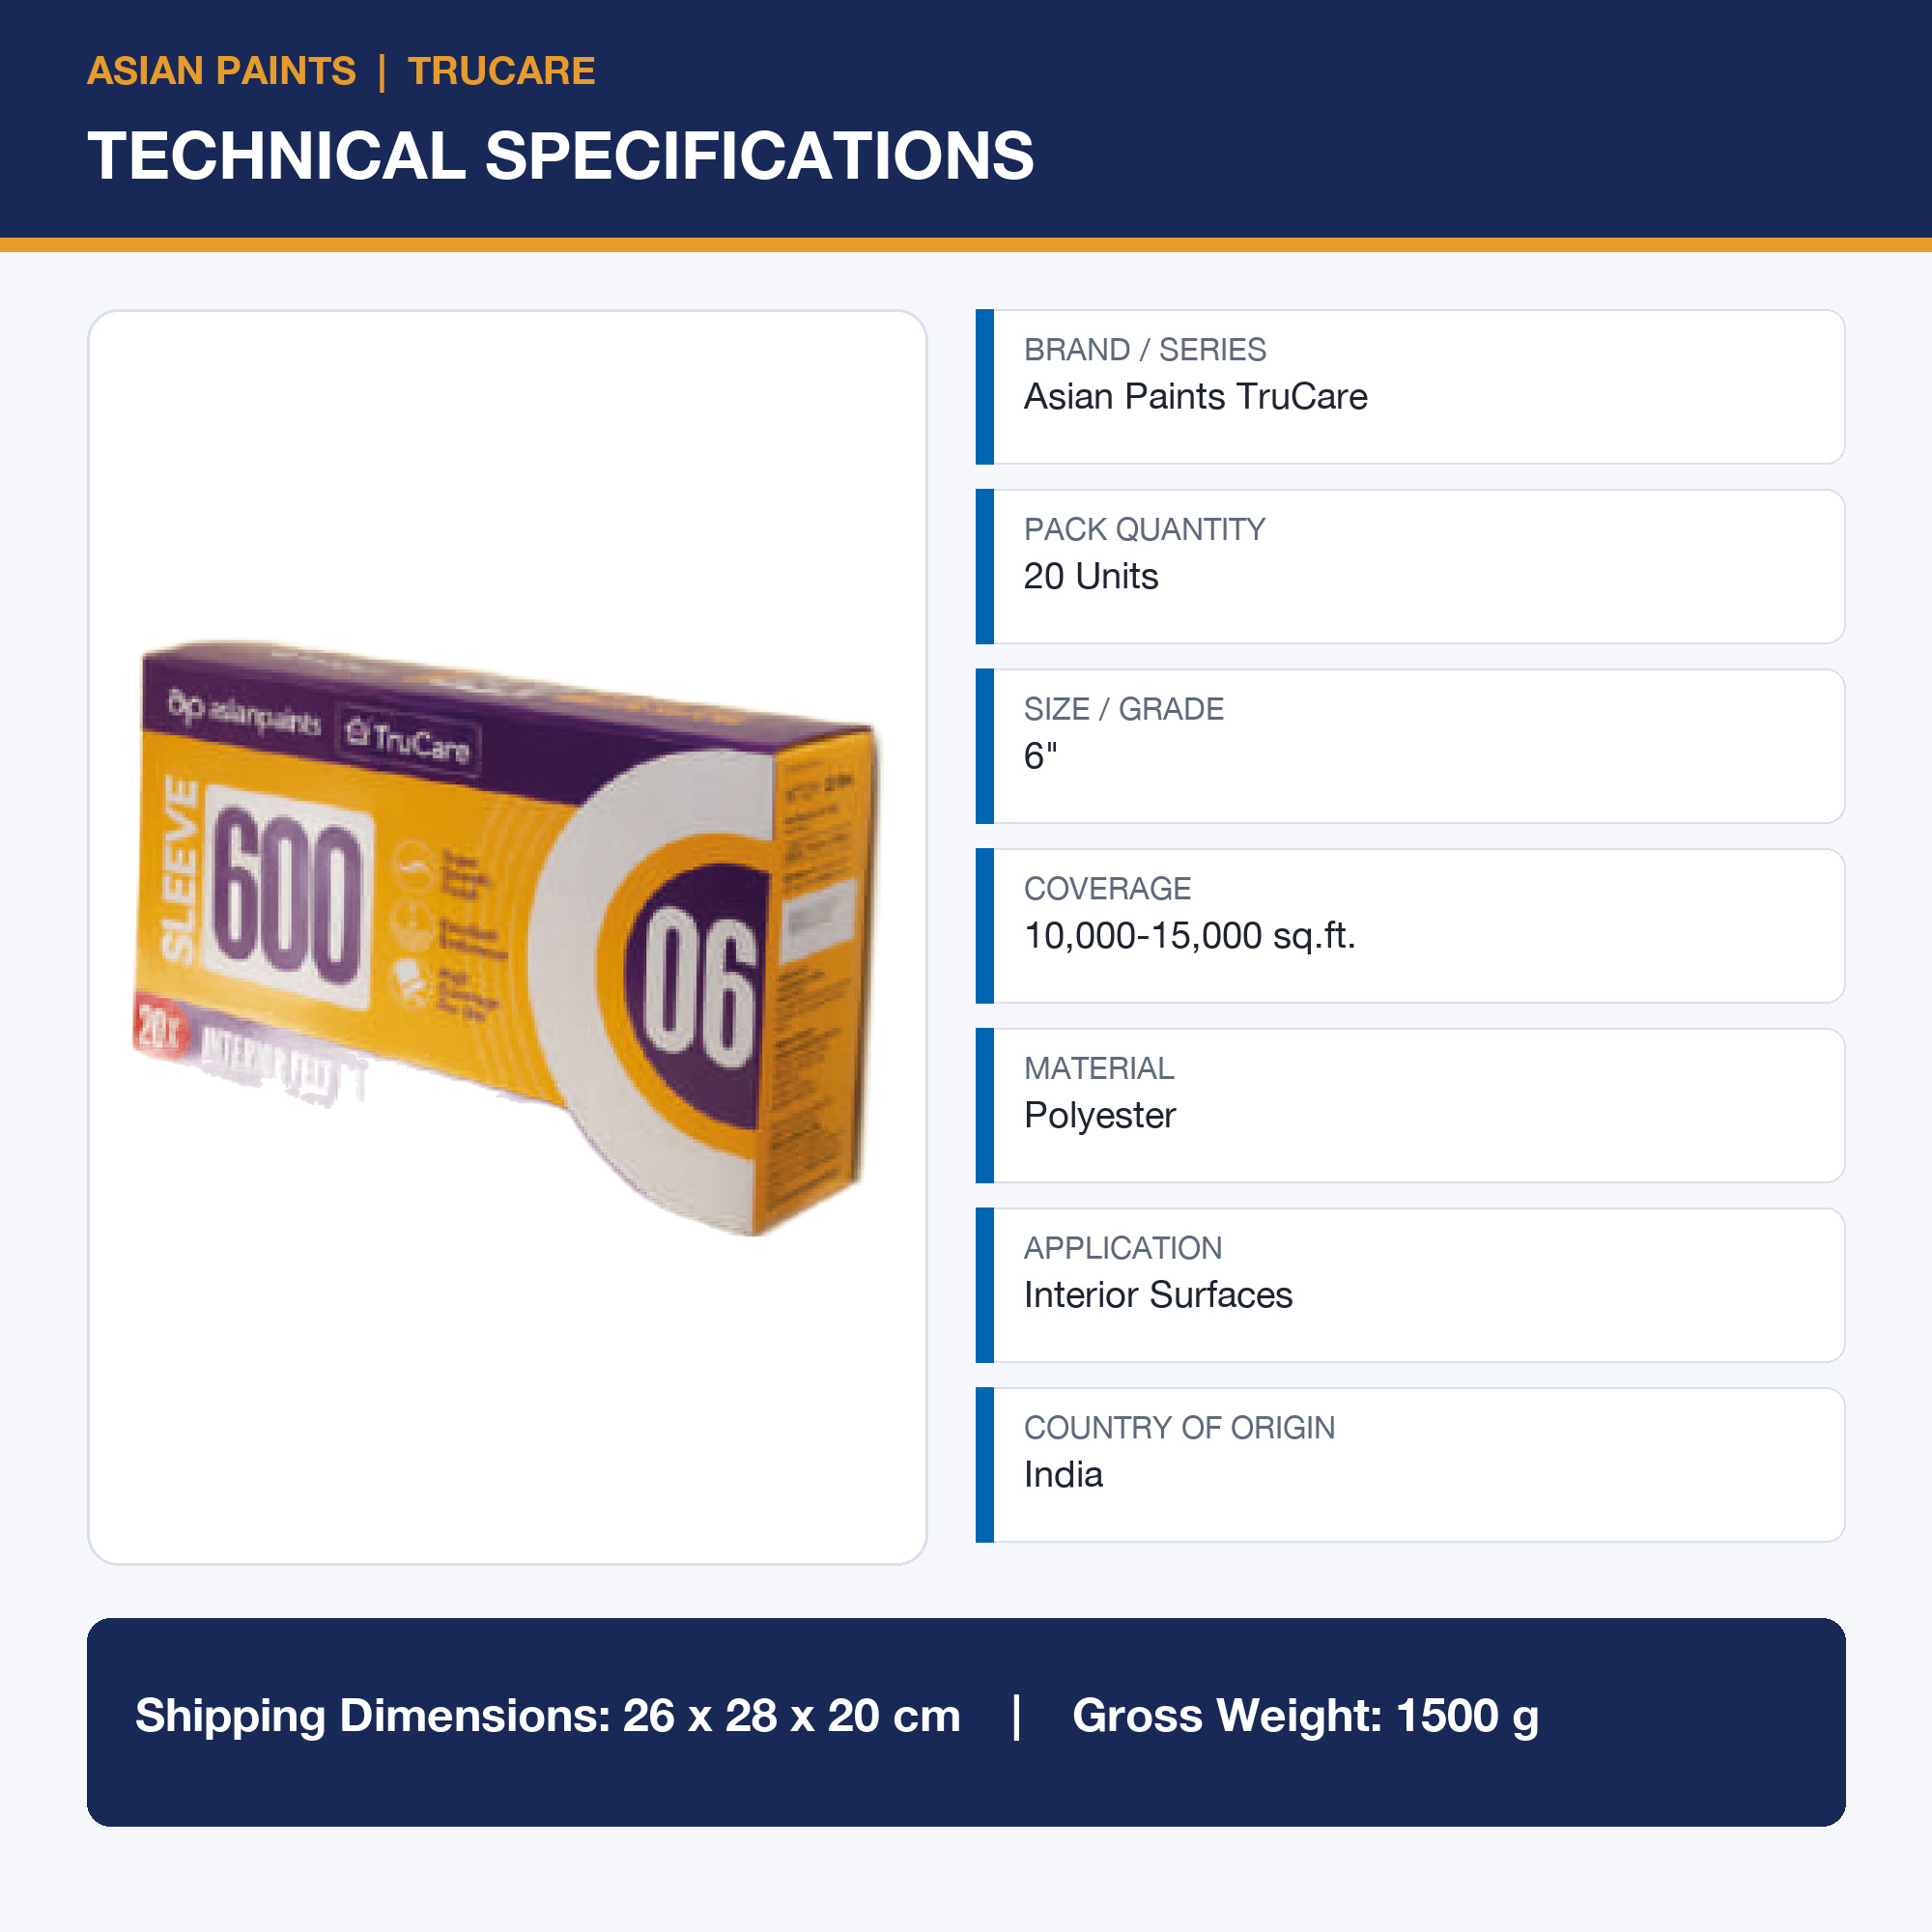 ASIAN PAINTS | TRUCARE
TECHNICAL SPECIFICATIONS
ap asianpaints TruCare
SLEEVE
600
06
20X
INTERIOR
BRAND / SERIES
Asian Paints TruCare
PACK QUANTITY
20 Units
SIZE / GRADE
6"
COVERAGE
10,000-15,000 sq.ft.
MATERIAL
Polyester
APPLICATION
Interior Surfaces
COUNTRY OF ORIGIN
India
Shipping Dimensions: 26 x 28 x 20 cm | Gross Weight: 1500 g